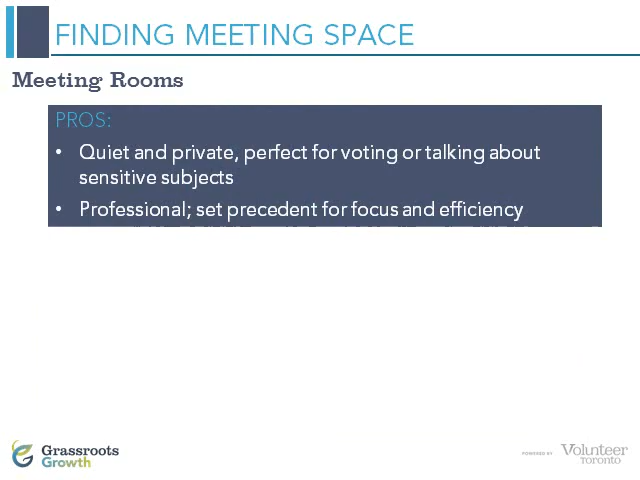 FINDING MEETING SPACE
Meeting Rooms
PROS:
• Quiet and private, perfect for voting or talking about
sensitive subjects
• Professional; set precedent for focus and efficiency
Grassroots
Growth
POWERED BY
Volunteer
TORONTO